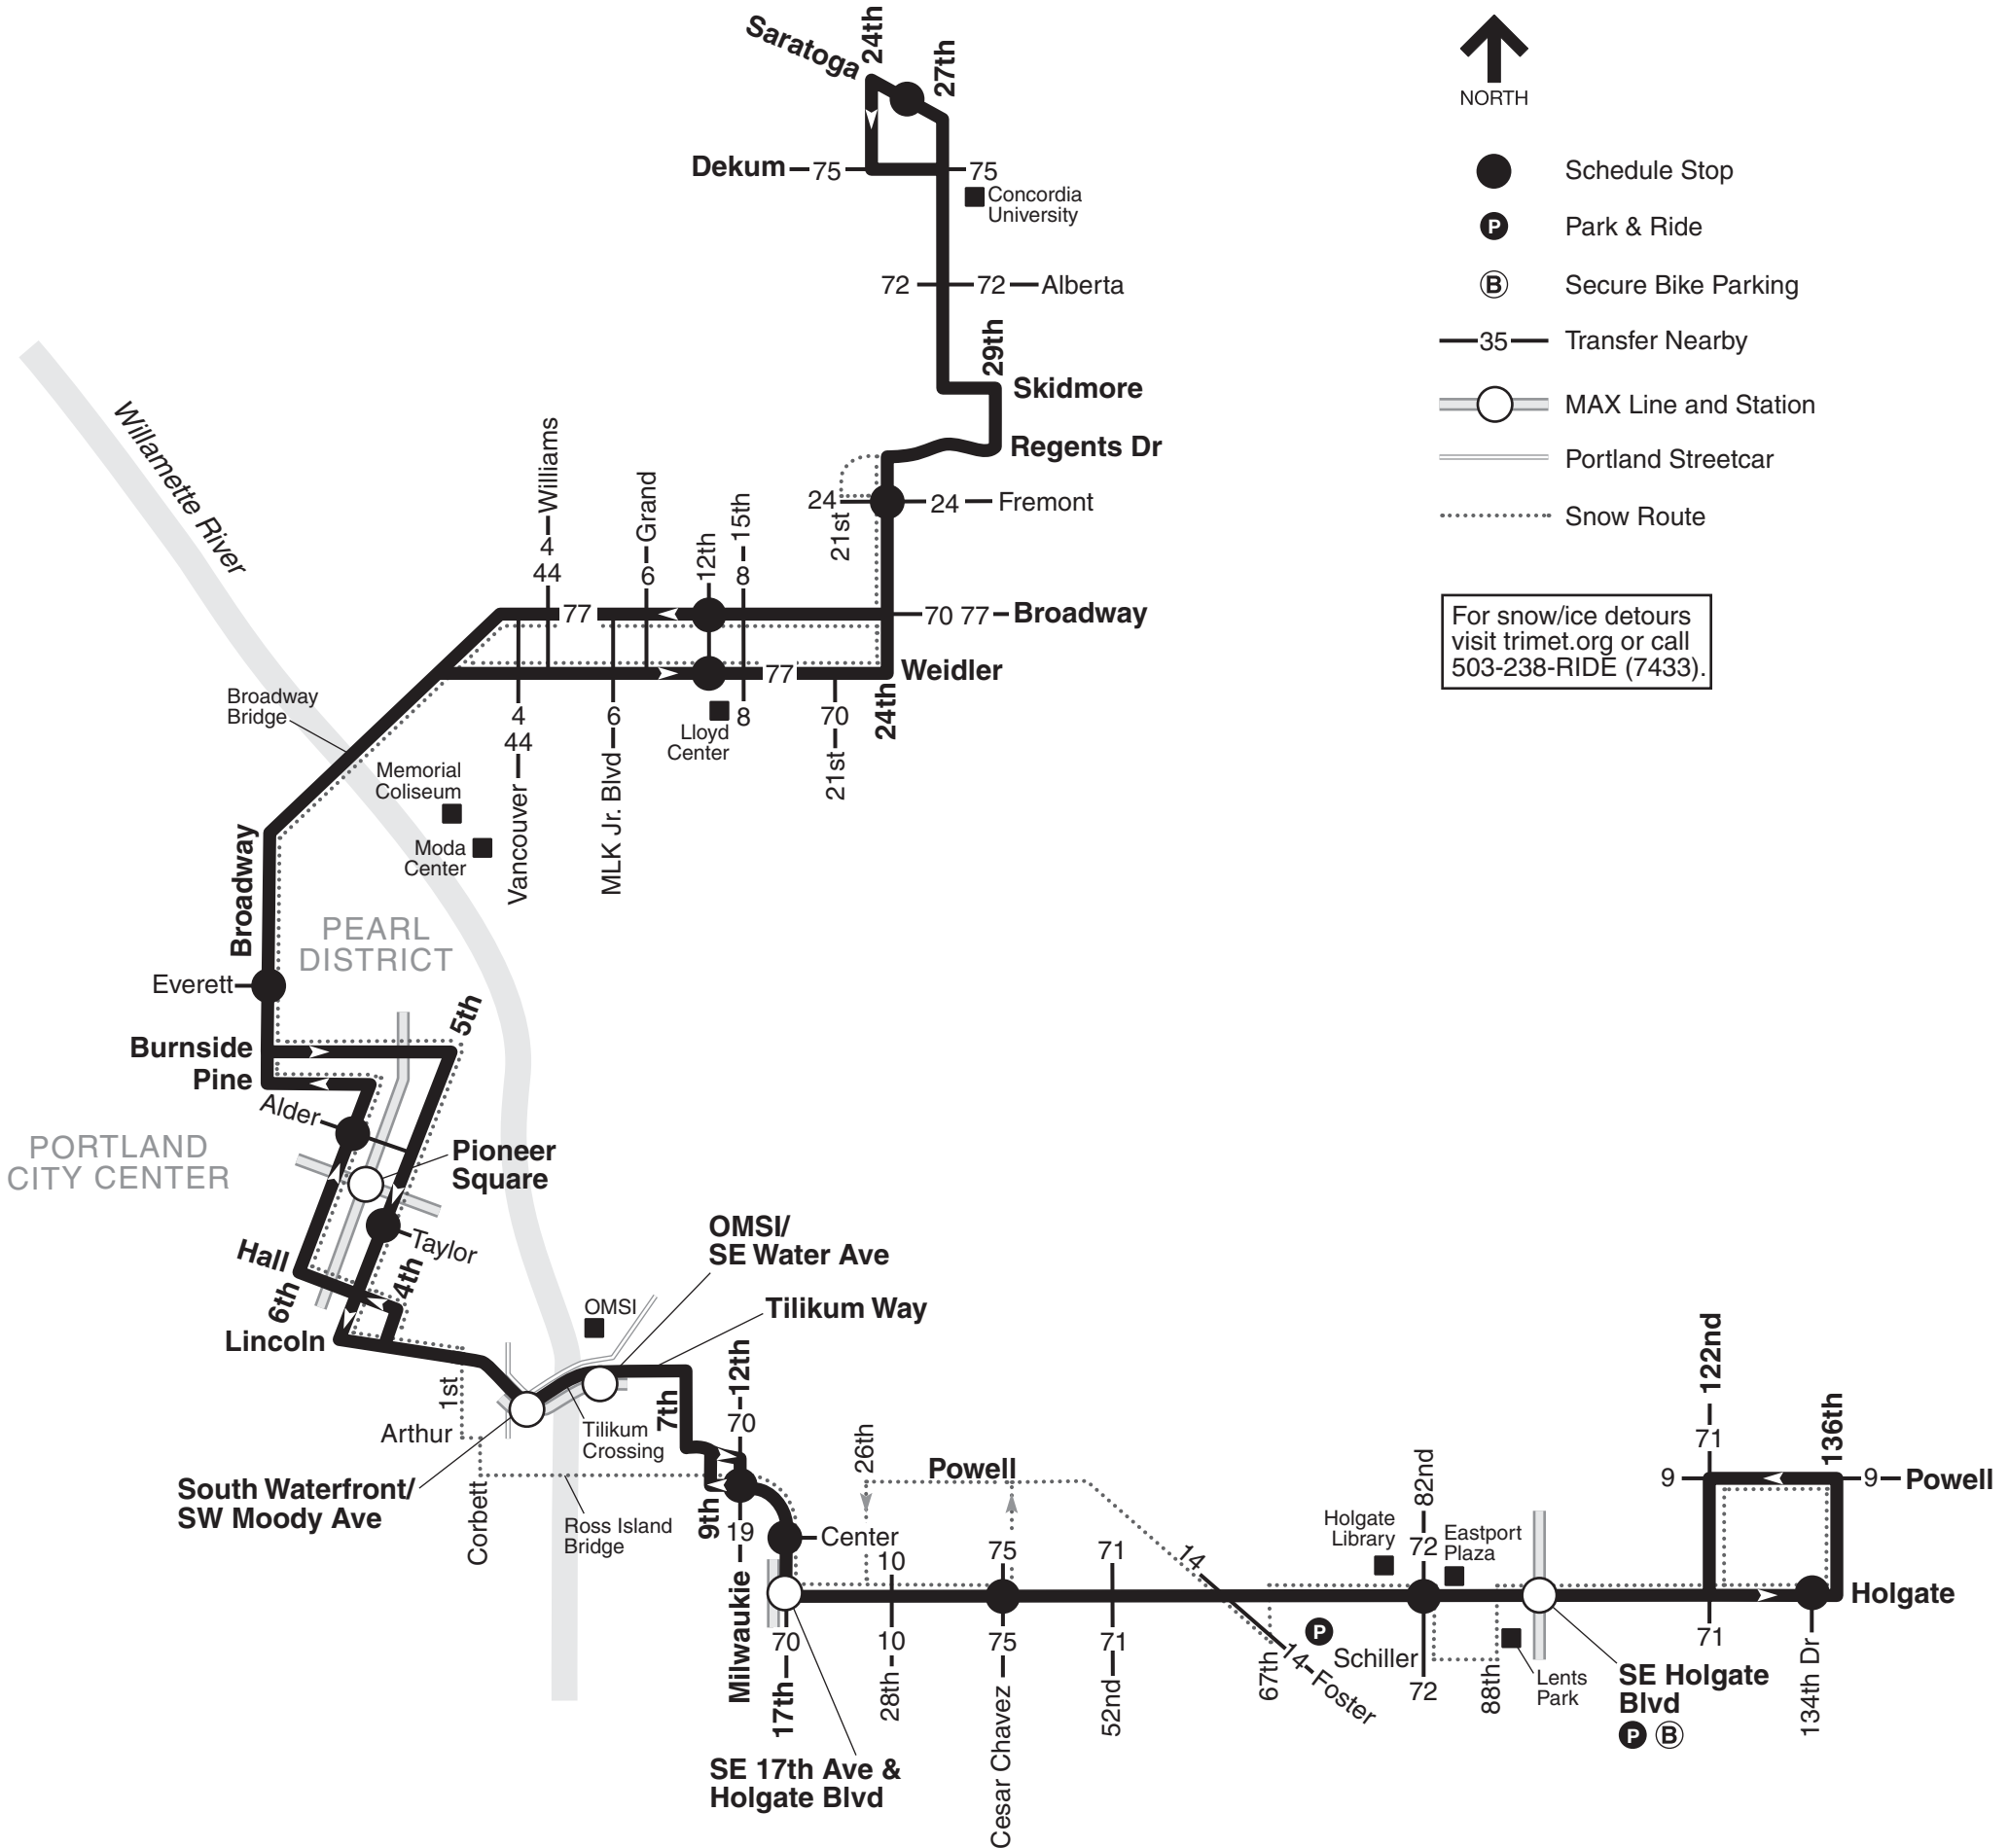 Saratoga
24th
27th
Dekum
75
75
Concordia
University
72
72
Alberta
29th
Skidmore
Regents Dr
24
24
Fremont
21st
Williams
4
44
Grand
6
12th
15th
8
77
70 77
Broadway
77
Weidler
24th
4
44
Vancouver
6
MLK Jr. Blvd
Lloyd
Center
8
70
21st
Willamette River
Broadway
Bridge
Memorial
Coliseum
Moda
Center
Broadway
PEARL
DISTRICT
Everett
5th
Burnside
Pine
Alder
PORTLAND
CITY CENTER
Pioneer
Square
Taylor
Hall
6th
4th
Lincoln
OMSI/
SE Water Ave
OMSI
Tilikum Way
1st
Arthur
Tilikum
Crossing
7th
12th
70
South Waterfront/
SW Moody Ave
Corbett
Ross Island
Bridge
9th
19
Milwaukie
Center
70
17th
SE 17th Ave &
Holgate Blvd
26th
Powell
10
10
28th
75
75
Cesar Chavez
71
71
52nd
14
14
Foster
67th
Holgate
Library
82nd
72
Eastport
Plaza
P
Schiller
72
88th
Lents
Park
SE Holgate
Blvd
P B
122nd
71
9
136th
9
Powell
71
Holgate
134th Dr
NORTH
Schedule Stop
P Park & Ride
B Secure Bike Parking
35 Transfer Nearby
MAX Line and Station
Portland Streetcar
Snow Route
For snow/ice detours
visit trimet.org or call
503-238-RIDE (7433).